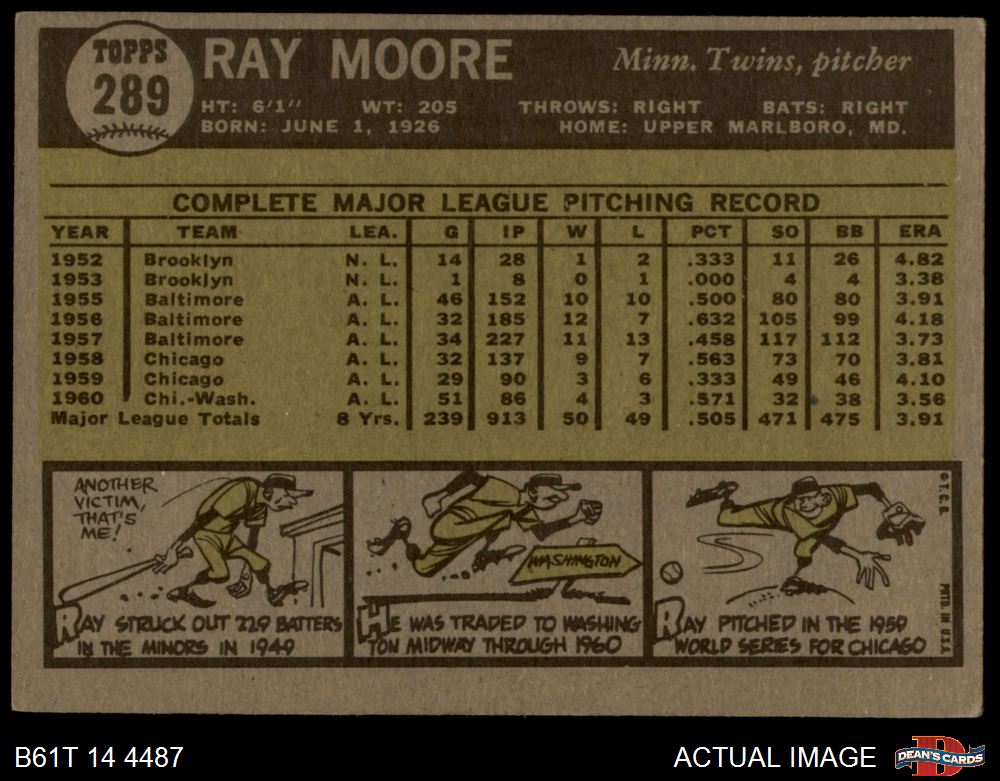 TOPPS
289
RAY MOORE
Minn. Twins, pitcher
HT: 6'1" WT: 205 THROWS: RIGHT BATS: RIGHT
BORN: JUNE 1, 1926 HOME: UPPER MARLBORO, MD.
COMPLETE MAJOR LEAGUE PITCHING RECORD
YEAR TEAM LEA. G IP W L PCT SO BB ERA
1952 Brooklyn N. L. 14 28 1 2 .333 11 26 4.82
1953 Brooklyn N. L. 1 8 0 1 .000 4 4 3.38
1955 Baltimore A. L. 46 152 10 10 .500 80 80 3.91
1956 Baltimore A. L. 32 185 12 7 .632 105 99 4.18
1957 Baltimore A. L. 34 227 11 13 .458 117 112 3.73
1958 Chicago A. L. 32 137 9 7 .563 73 70 3.81
1959 Chicago A. L. 29 90 3 6 .333 49 46 4.10
1960 Chi.-Wash. A. L. 51 86 4 3 .571 32 38 3.56
Major League Totals 8 Yrs. 239 913 50 49 .505 471 475 3.91
ANOTHER
VICTIM,
THAT'S
ME!
RAY STRUCK OUT 229 BATTERS
IN THE MINORS IN 1949
WASHINGTON
HE WAS TRADED TO WASHING
TON MIDWAY THROUGH 1960
RAY PITCHED IN THE 1959
WORLD SERIES FOR CHICAGO
© T. C. G.
PRTD. IN U.S.A.
B61T 14 4487
ACTUAL IMAGE
D
DEAN'S CARDS